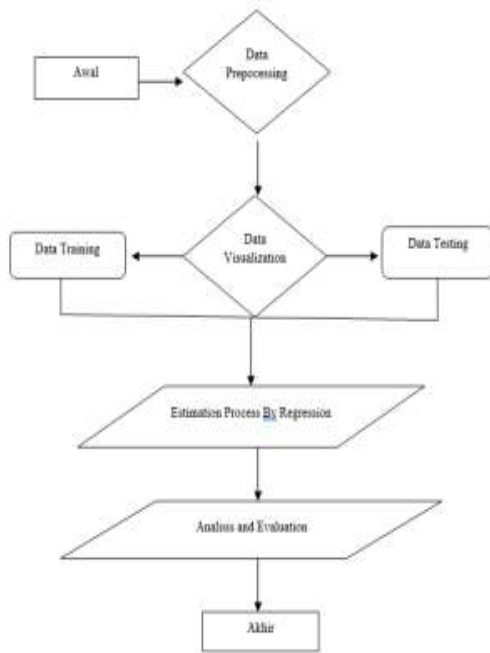 Awal
Data
Prepocessing
Data Training
Data
Visualization
Data Testing
Estimation Process By Regression
Analisis and Evaluation
Akhir